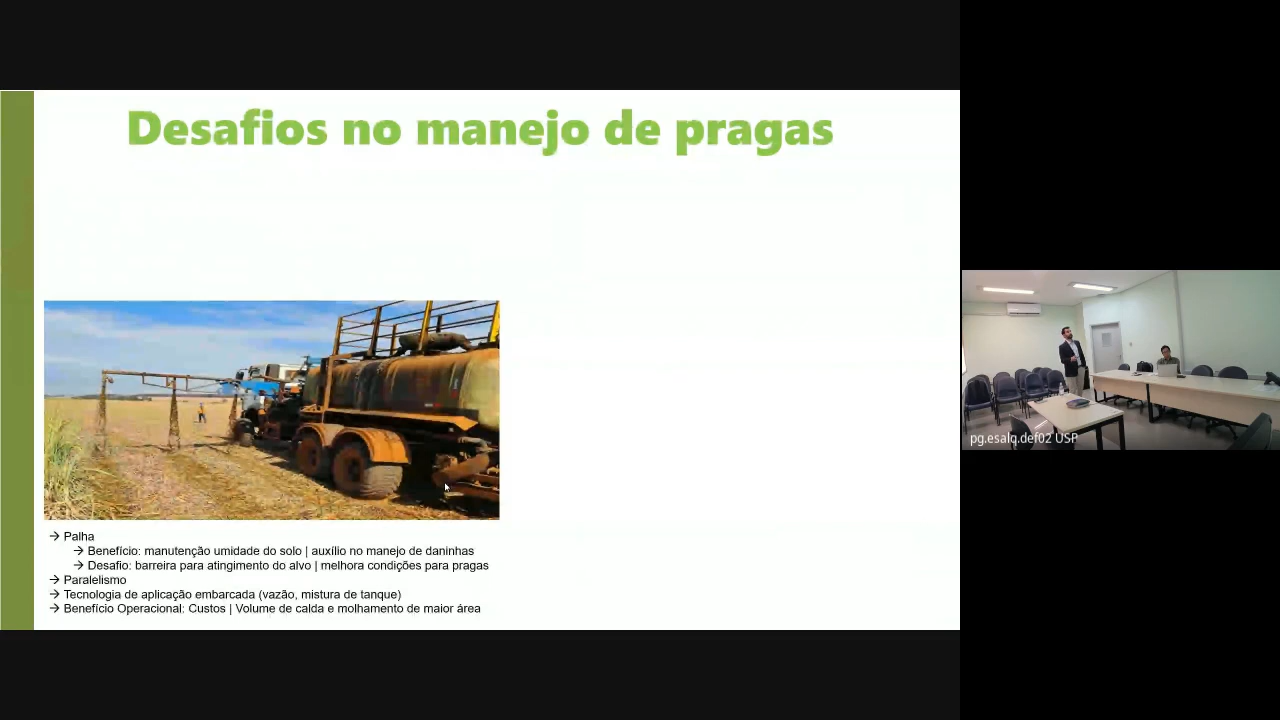 Desafios no manejo de pragas
→ Palha
→ Benefício: manutenção umidade do solo | auxílio no manejo de daninhas
→ Desafio: barreira para atingimento do alvo | melhora condições para pragas
→ Paralelismo
→ Tecnologia de aplicação embarcada (vazão, mistura de tanque)
→ Benefício Operacional: Custos | Volume de calda e molhamento de maior área
pg.esalq.def02 USP